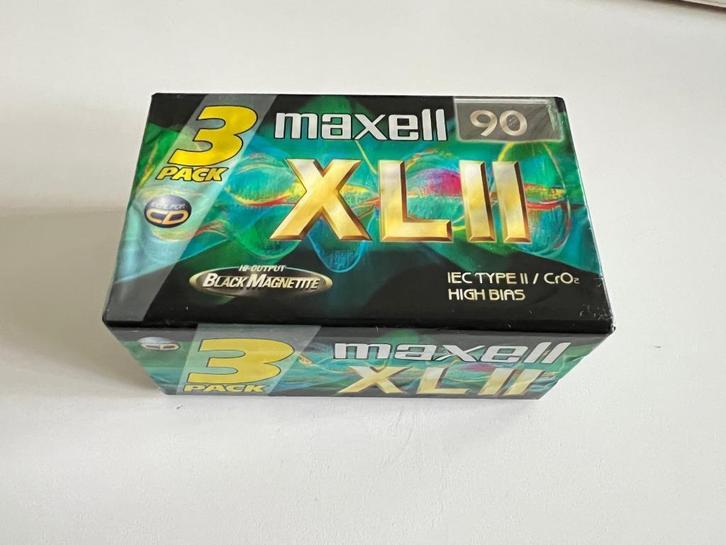 3 maxell 90
PACK
XLII
CD
HI-OUTPUT
BLACK MAGNETITE
IEC TYPE II / CrO₂
HIGH BIAS
CD
3 maxell
PACK
XLII